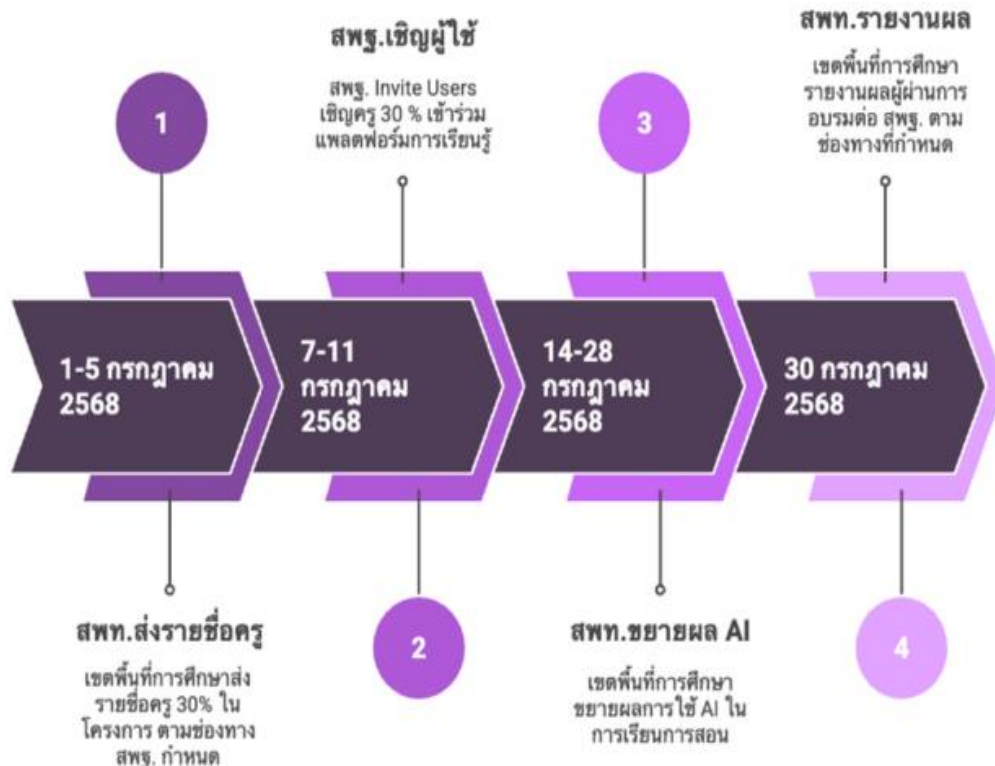 1
1-5 กรกฎาคม
2568
สพท.ส่งรายชื่อครู
เขตพื้นที่การศึกษาส่ง
รายชื่อครู 30% ใน
โครงการ ตามช่องทาง
สพฐ. กำหนด
สพฐ.เชิญผู้ใช้
สพฐ. Invite Users
เชิญครู 30 % เข้าร่วม
แพลตฟอร์มการเรียนรู้
7-11
กรกฎาคม
2568
2
3
14-28
กรกฎาคม
2568
สพท.ขยายผล AI
เขตพื้นที่การศึกษา
ขยายผลการใช้ AI ใน
การเรียนการสอน
สพท.รายงานผล
เขตพื้นที่การศึกษา
รายงานผลผู้ผ่านการ
อบรมต่อ สพฐ. ตาม
ช่องทางที่กำหนด
30 กรกฎาคม
2568
4